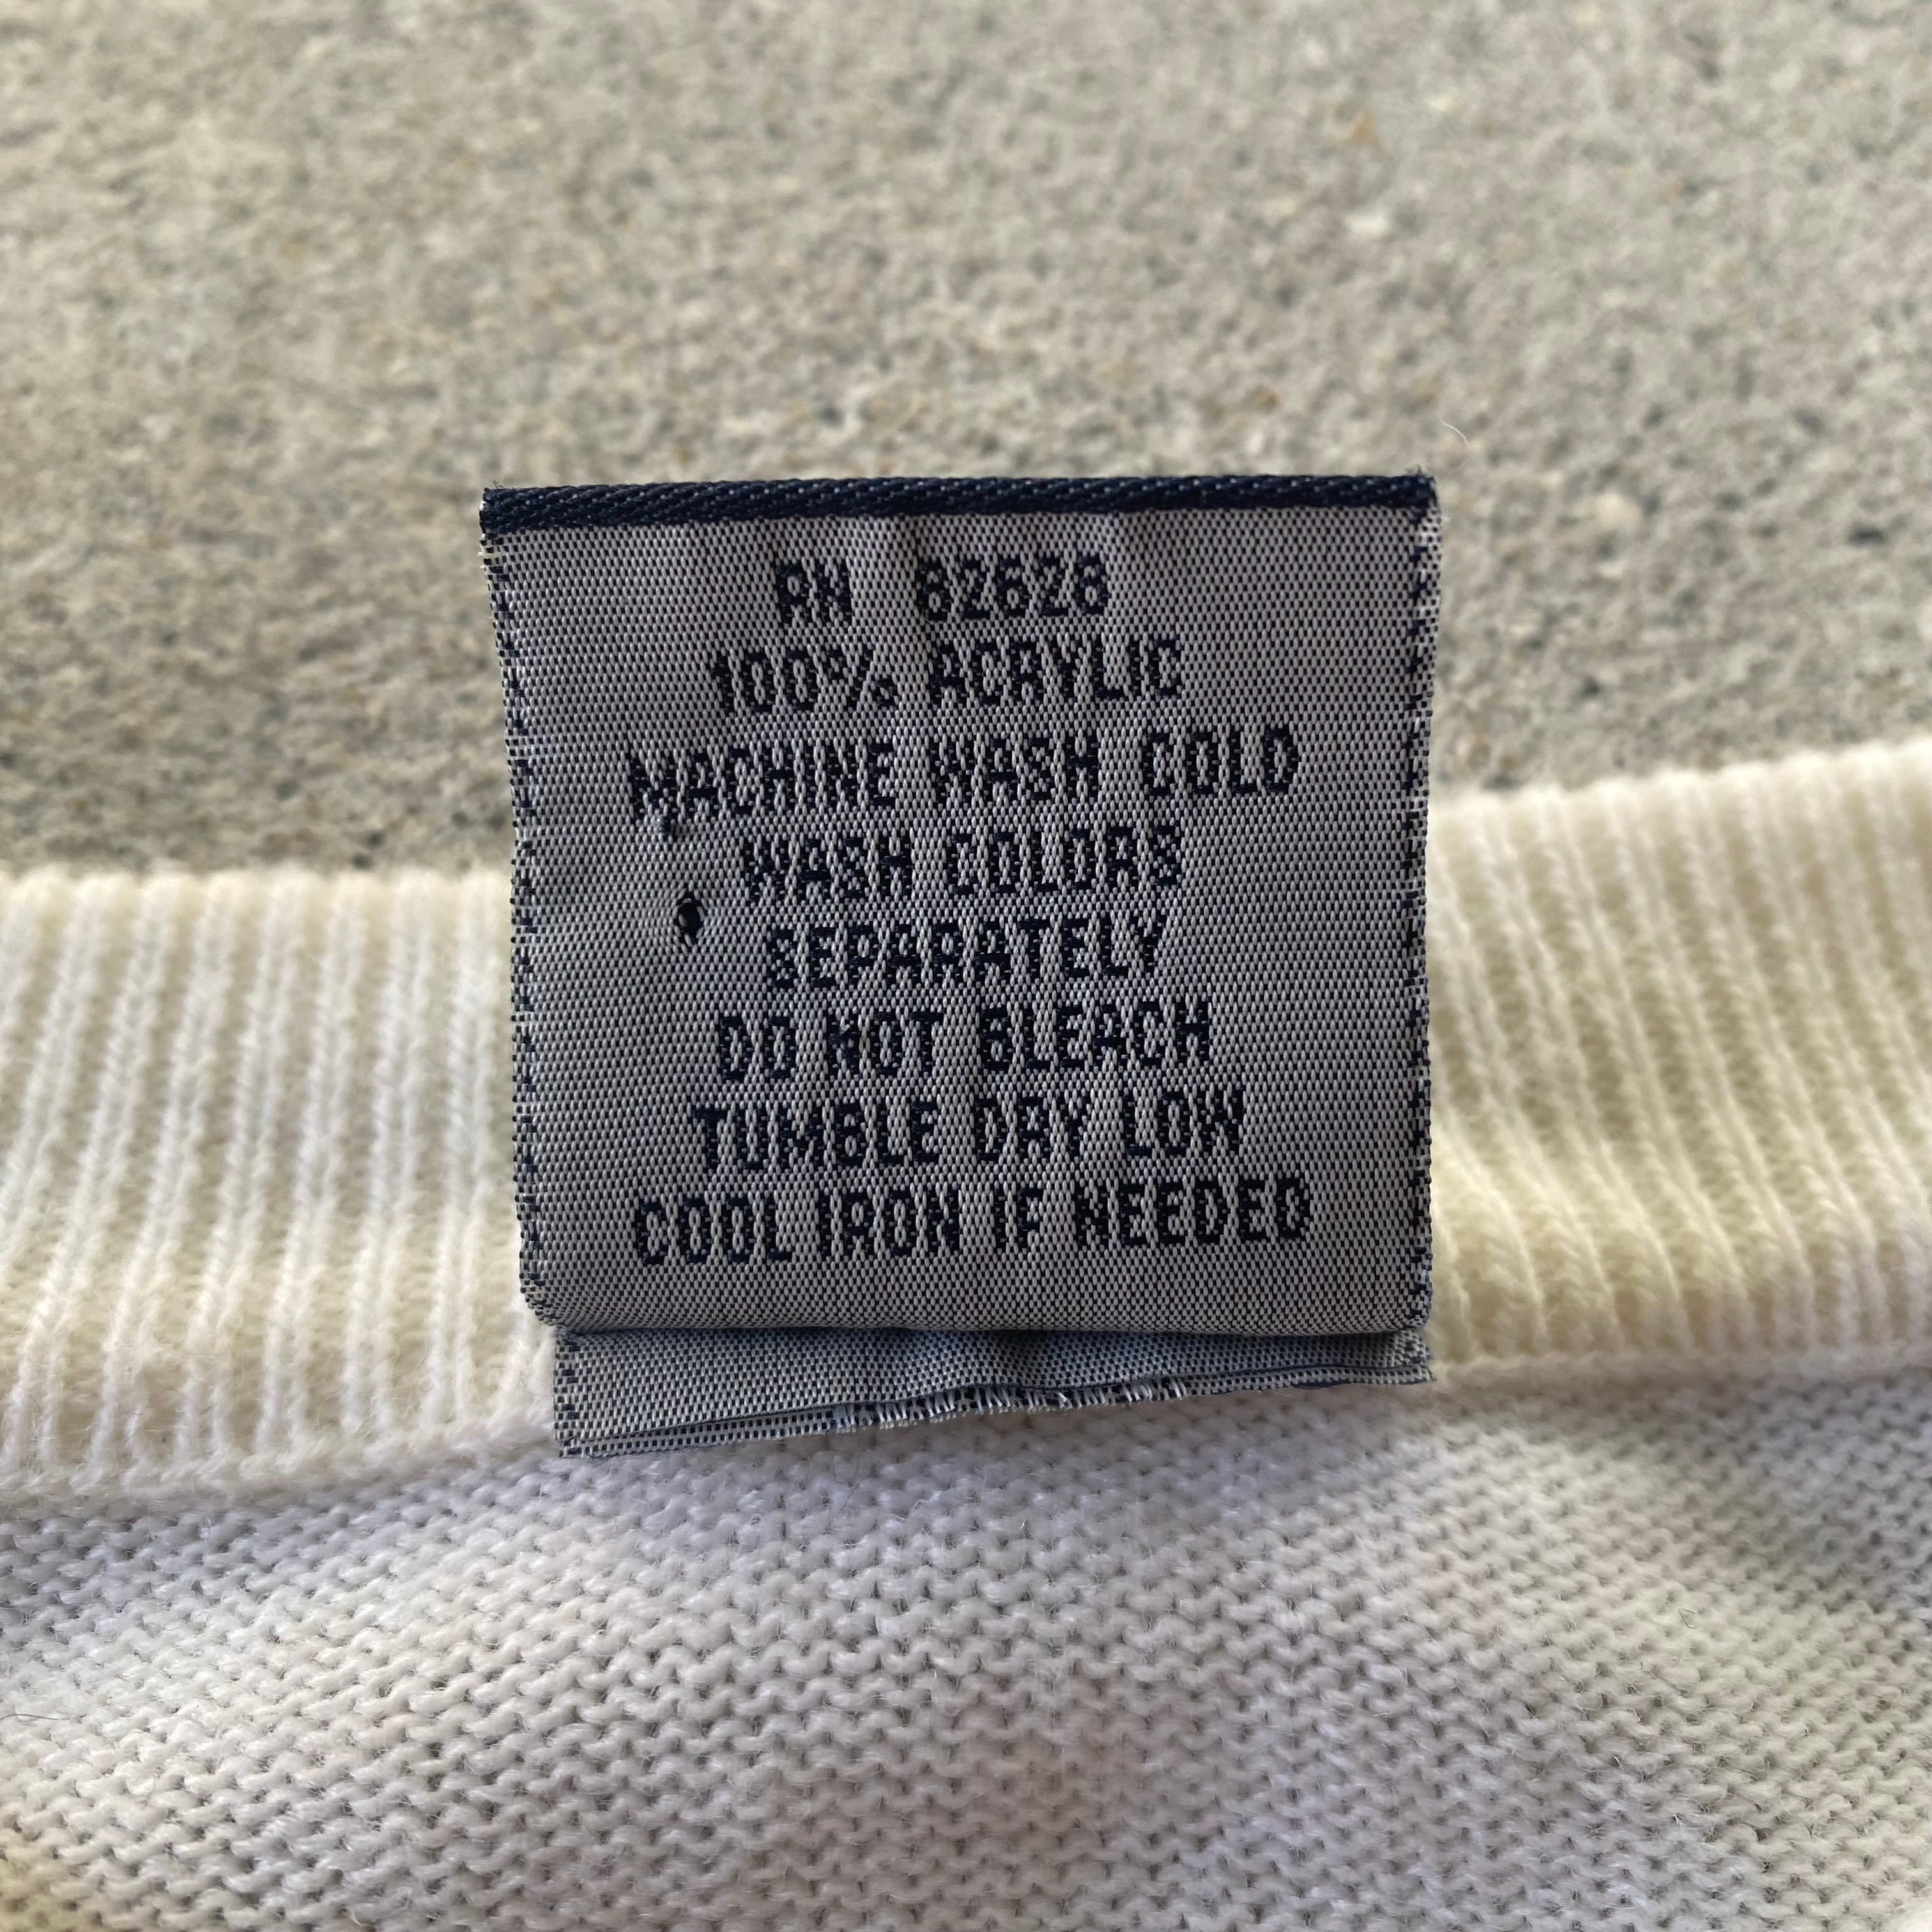 RN 62626
100% ACRYLIC
MACHINE WASH COLD
WASH COLORS
SEPARATELY
DO NOT BLEACH
TUMBLE DRY LOW
COOL IRON IF NEEDED